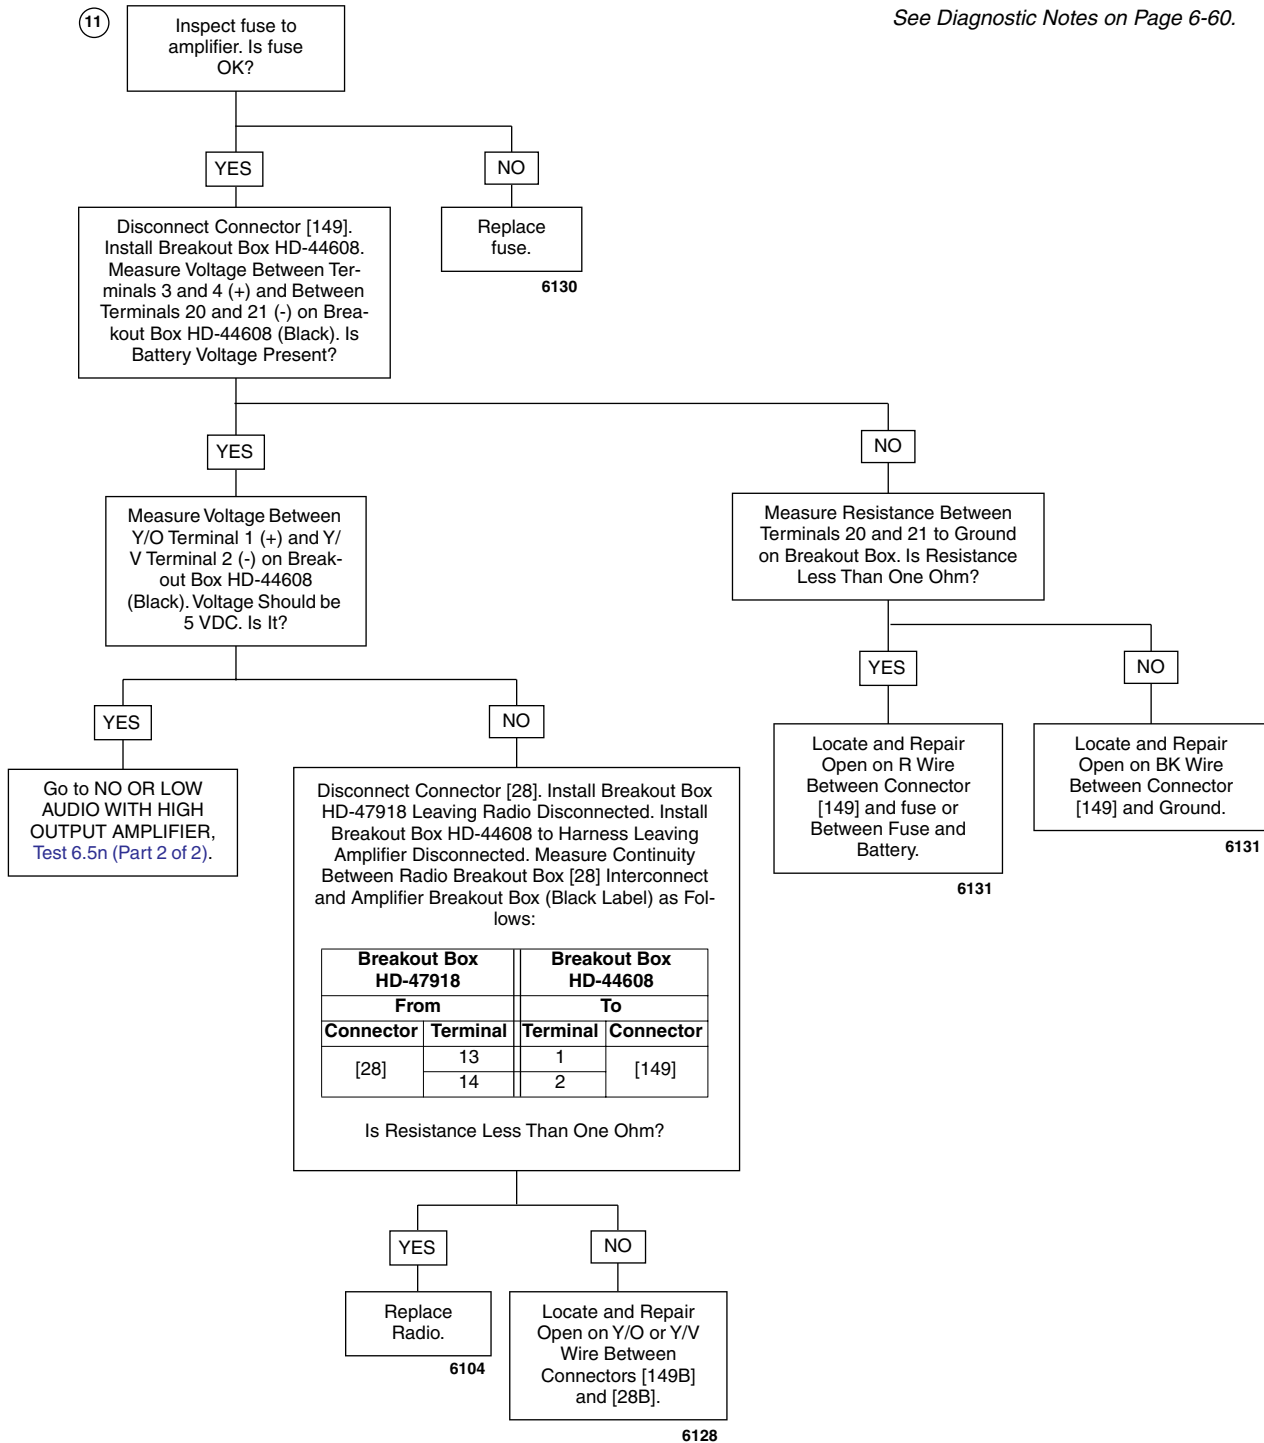 11
Inspect fuse to
amplifier. Is fuse
OK?
See Diagnostic Notes on Page 6-60.
YES
NO
Disconnect Connector [149].
Install Breakout Box HD-44608.
Measure Voltage Between Ter-
minals 3 and 4 (+) and Between
Terminals 20 and 21 (-) on Brea-
kout Box HD-44608 (Black). Is
Battery Voltage Present?
Replace
fuse.
6130
YES
NO
Measure Voltage Between
Y/O Terminal 1 (+) and Y/
V Terminal 2 (-) on Break-
out Box HD-44608
(Black). Voltage Should be
5 VDC. Is It?
Measure Resistance Between
Terminals 20 and 21 to Ground
on Breakout Box. Is Resistance
Less Than One Ohm?
YES
NO
YES
NO
Go to NO OR LOW
AUDIO WITH HIGH
OUTPUT AMPLIFIER,
Test 6.5n (Part 2 of 2).
Disconnect Connector [28]. Install Breakout Box
HD-47918 Leaving Radio Disconnected. Install
Breakout Box HD-44608 to Harness Leaving
Amplifier Disconnected. Measure Continuity
Between Radio Breakout Box [28] Interconnect
and Amplifier Breakout Box (Black Label) as Fol-
lows:
Breakout Box HD-47918 Breakout Box HD-44608
From To
Connector Terminal Terminal Connector
[28] 13 1 [149]
14 2
Is Resistance Less Than One Ohm?
Locate and Repair
Open on R Wire
Between Connector
[149] and fuse or
Between Fuse and
Battery.
6131
Locate and Repair
Open on BK Wire
Between Connector
[149] and Ground.
6131
YES
NO
Replace
Radio.
6104
Locate and Repair
Open on Y/O or Y/V
Wire Between
Connectors [149B]
and [28B].
6128